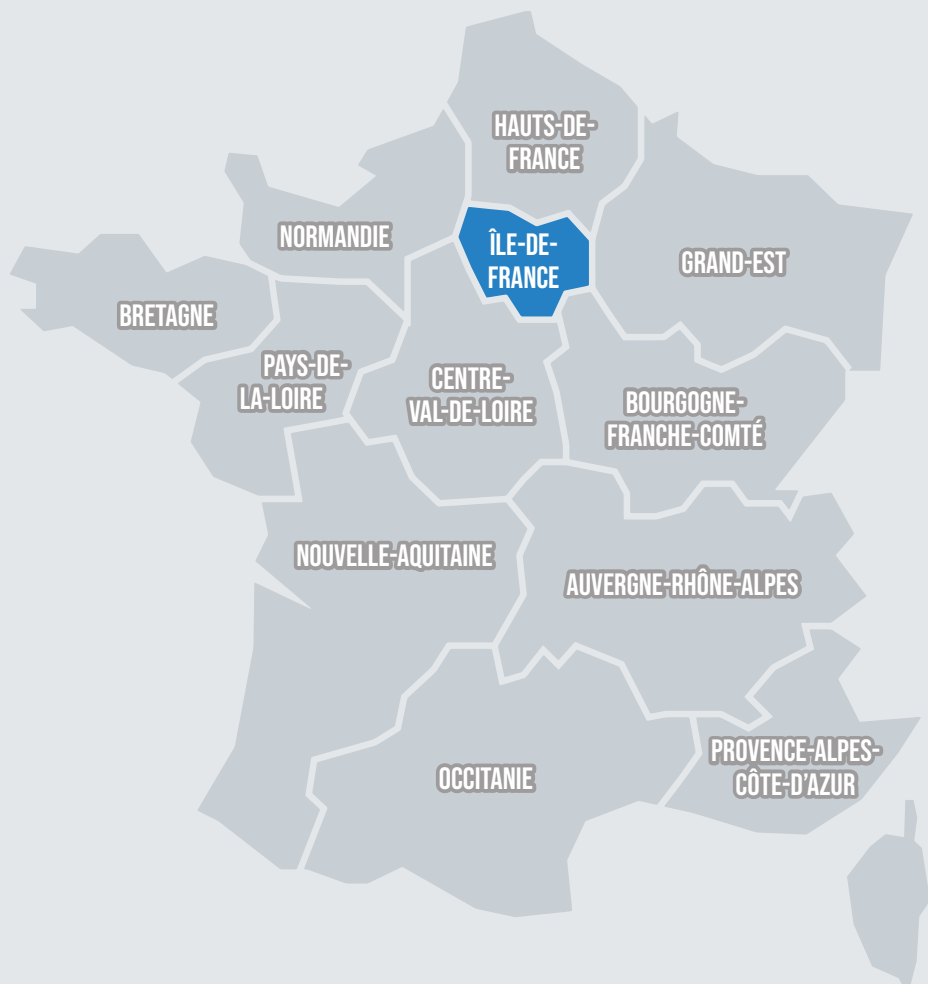 HAUTS-DE-
FRANCE
NORMANDIE
ÎLE-DE-
FRANCE
GRAND-EST
BRETAGNE
PAYS-DE-
LA-LOIRE
CENTRE-
VAL-DE-LOIRE
BOURGOGNE-
FRANCHE-COMTÉ
NOUVELLE-AQUITAINE
AUVERGNE-RHÔNE-ALPES
OCCITANIE
PROVENCE-ALPES-
CÔTE-D'AZUR